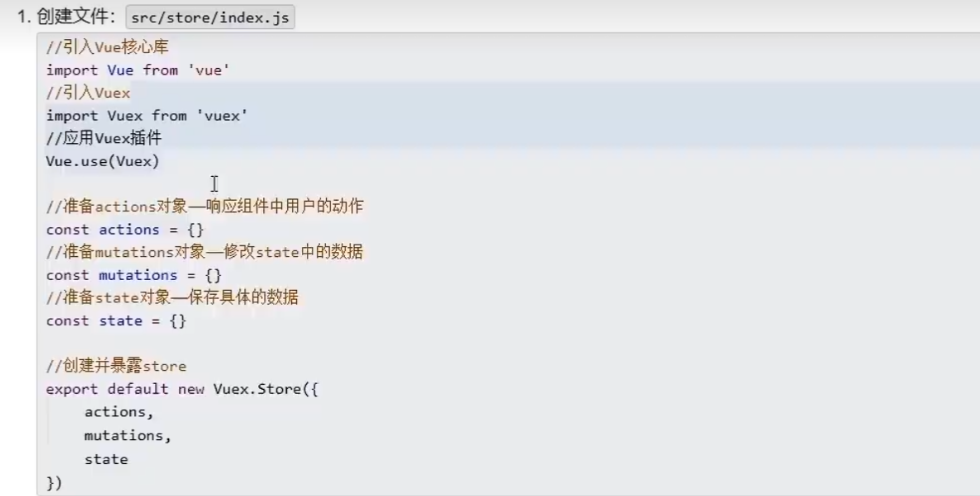 1. 创建文件：src/store/index.js
//引入Vue核心库
import Vue from 'vue'
//引入Vuex
import Vuex from 'vuex'
//应用Vuex插件
Vue.use(Vuex)
//准备actions对象——响应组件中用户的动作
const actions = {}
//准备mutations对象——修改state中的数据
const mutations = {}
//准备state对象——保存具体的数据
const state = {}
//创建并暴露store
export default new Vuex.Store({
    actions,
    mutations,
    state
})